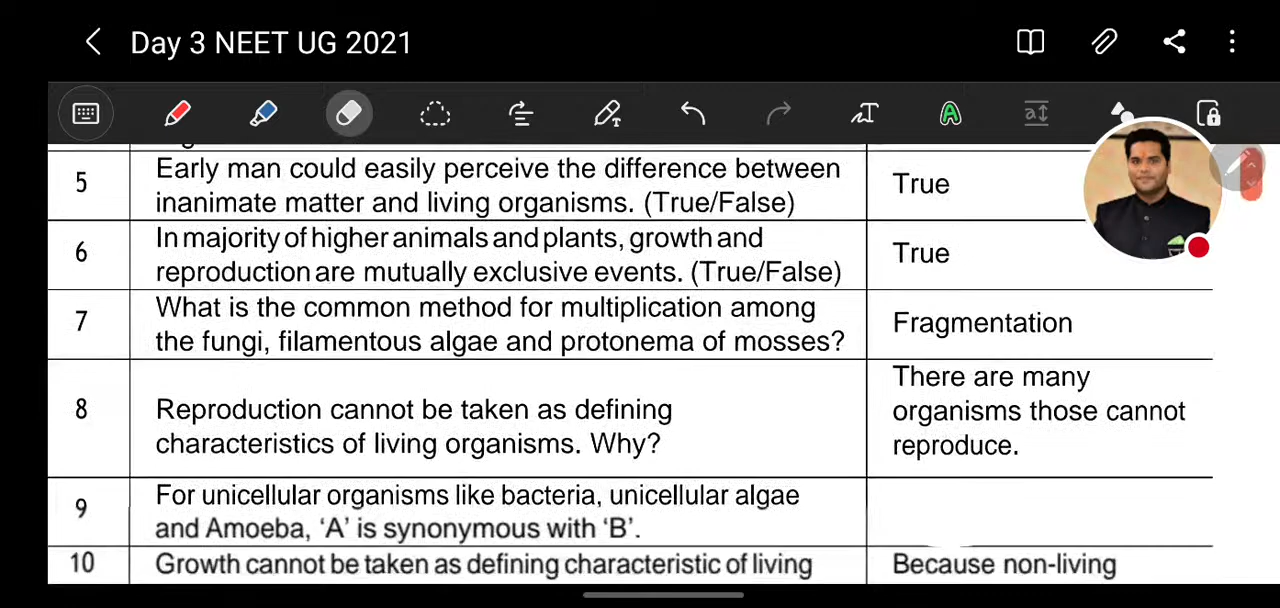 Day 3 NEET UG 2021
5
Early man could easily perceive the difference between
inanimate matter and living organisms. (True/False)
True
6
In majority of higher animals and plants, growth and
reproduction are mutually exclusive events. (True/False)
True
7
What is the common method for multiplication among
the fungi, filamentous algae and protonema of mosses?
Fragmentation
8
Reproduction cannot be taken as defining
characteristics of living organisms. Why?
There are many
organisms those cannot
reproduce.
9
For unicellular organisms like bacteria, unicellular algae
and Amoeba, ‘A’ is synonymous with ‘B’.
10
Growth cannot be taken as defining characteristic of living
Because non-living